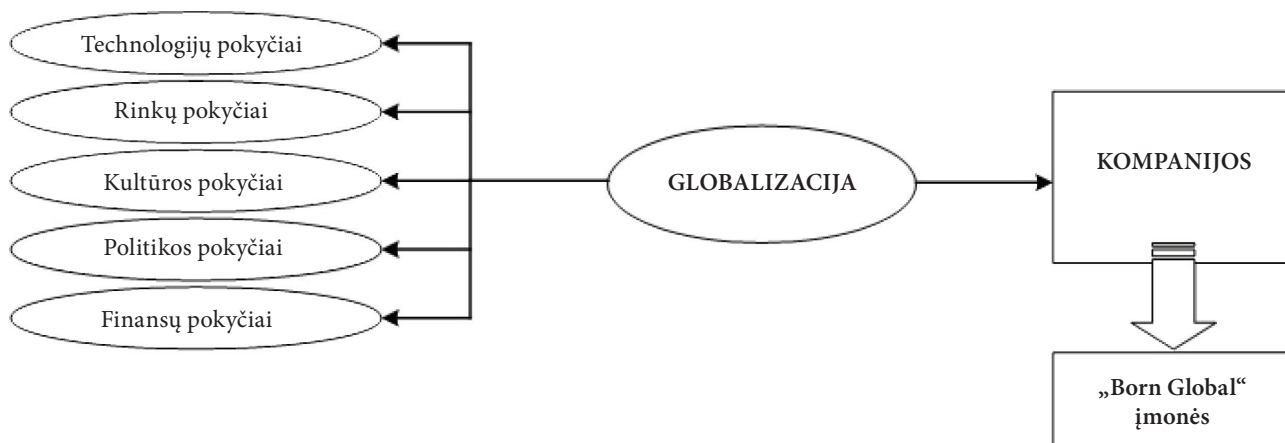 Technologijų pokyčiai
Rinkų pokyčiai
Kultūros pokyčiai
Politikos pokyčiai
Finansų pokyčiai
GLOBALIZACIJA
KOMPANIJOS
„Born Global“
įmonės